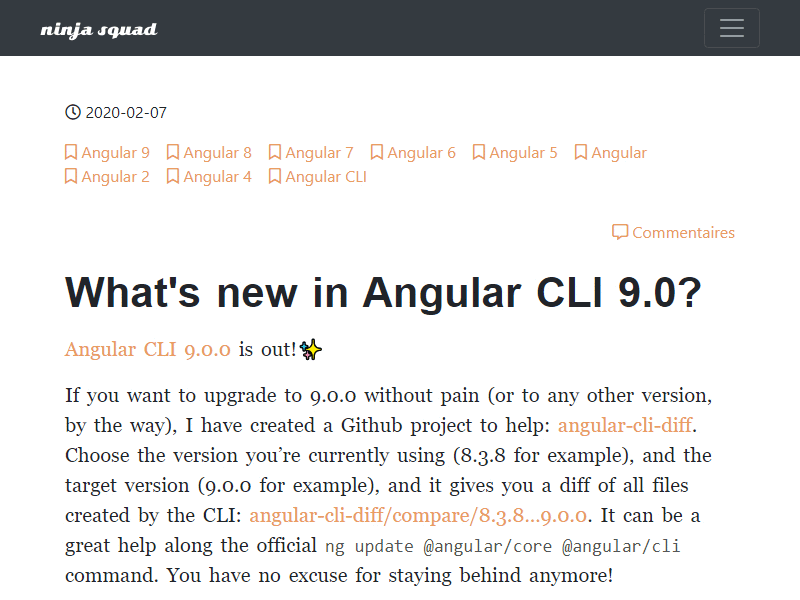 ninja squad
2020-02-07
Angular 9 Angular 8 Angular 7 Angular 6 Angular 5 Angular
Angular 2 Angular 4 Angular CLI
Commentaires
What's new in Angular CLI 9.0?
Angular CLI 9.0.0 is out!✨
If you want to upgrade to 9.0.0 without pain (or to any other version,
by the way), I have created a Github project to help: angular-cli-diff.
Choose the version you’re currently using (8.3.8 for example), and the
target version (9.0.0 for example), and it gives you a diff of all files
created by the CLI: angular-cli-diff/compare/8.3.8…9.0.0. It can be a
great help along the official ng update @angular/core @angular/cli
command. You have no excuse for staying behind anymore!